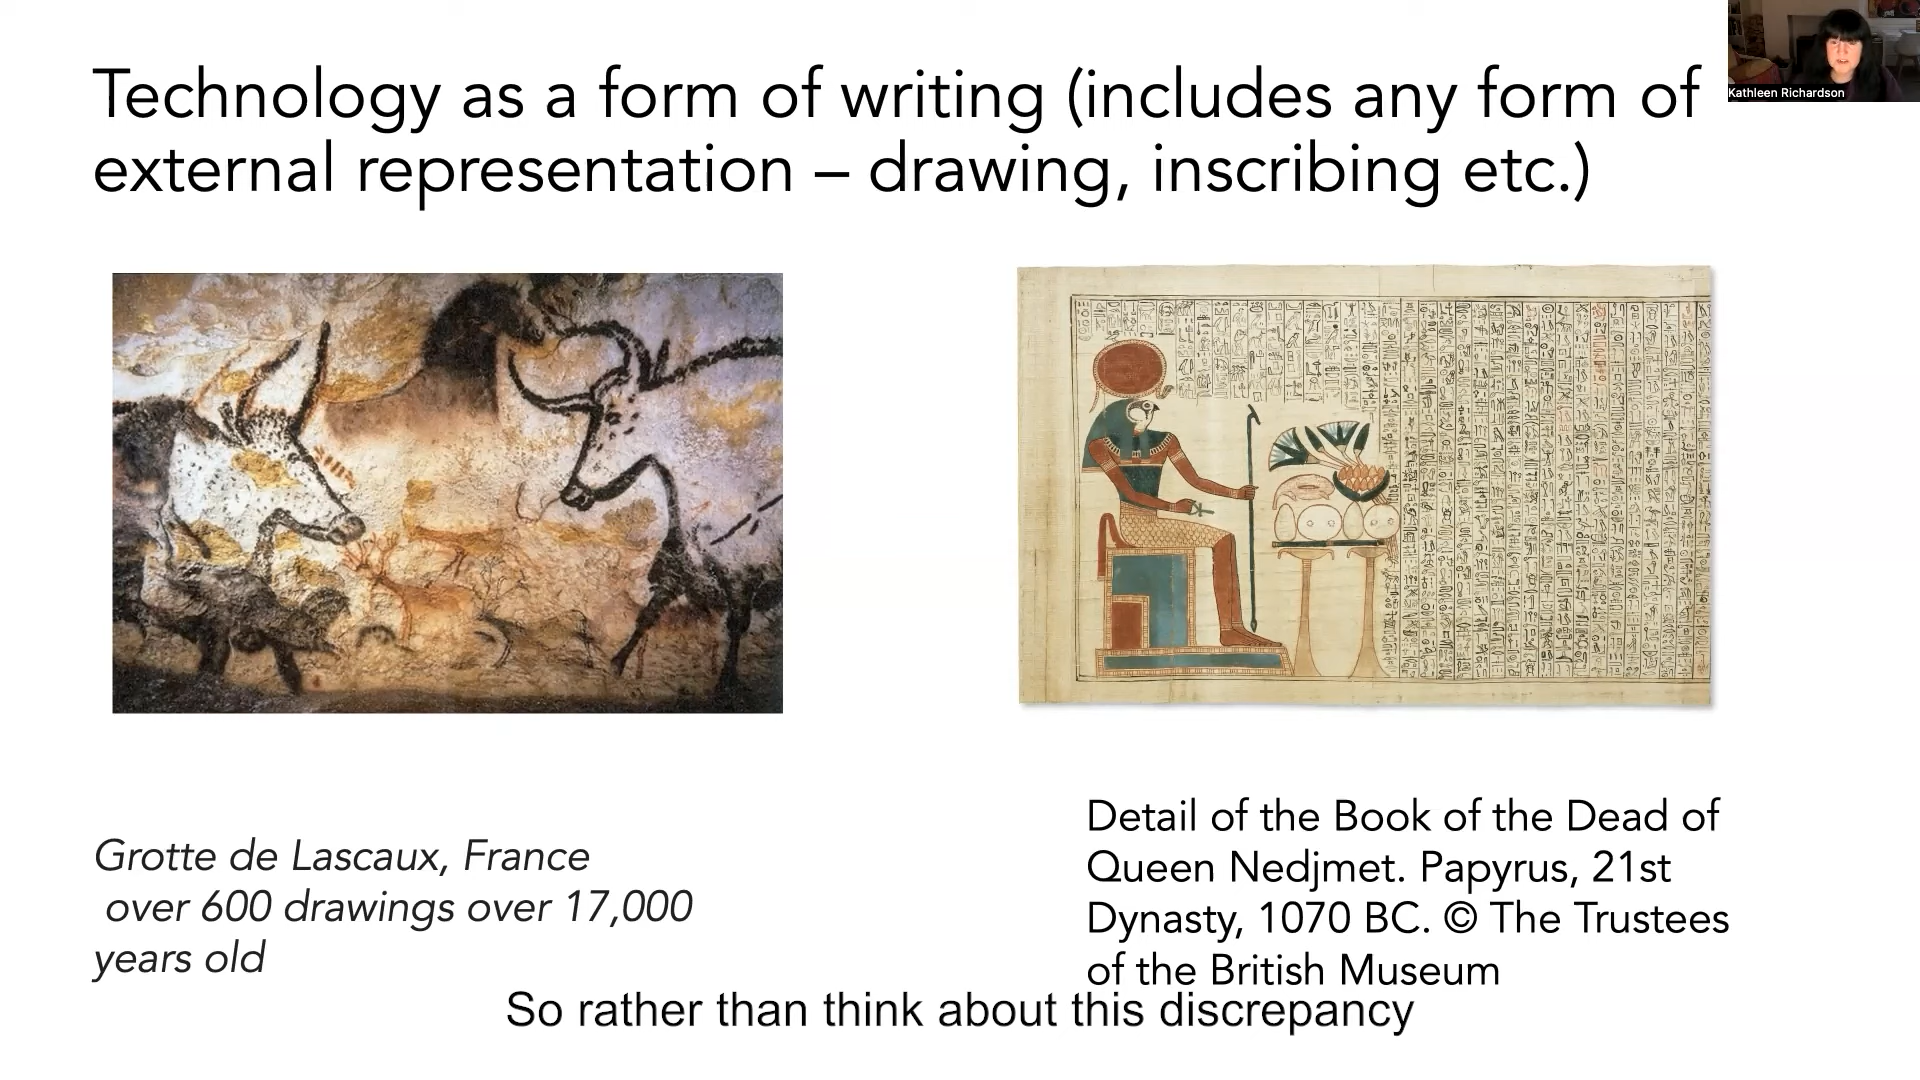 Technology as a form of writing (includes any form of
external representation – drawing, inscribing etc.)
Kathleen Richardson
Grotte de Lascaux, France
over 600 drawings over 17,000
years old
Detail of the Book of the Dead of
Queen Nedjmet. Papyrus, 21st
Dynasty, 1070 BC. © The Trustees
of the British Museum
So rather than think about this discrepancy